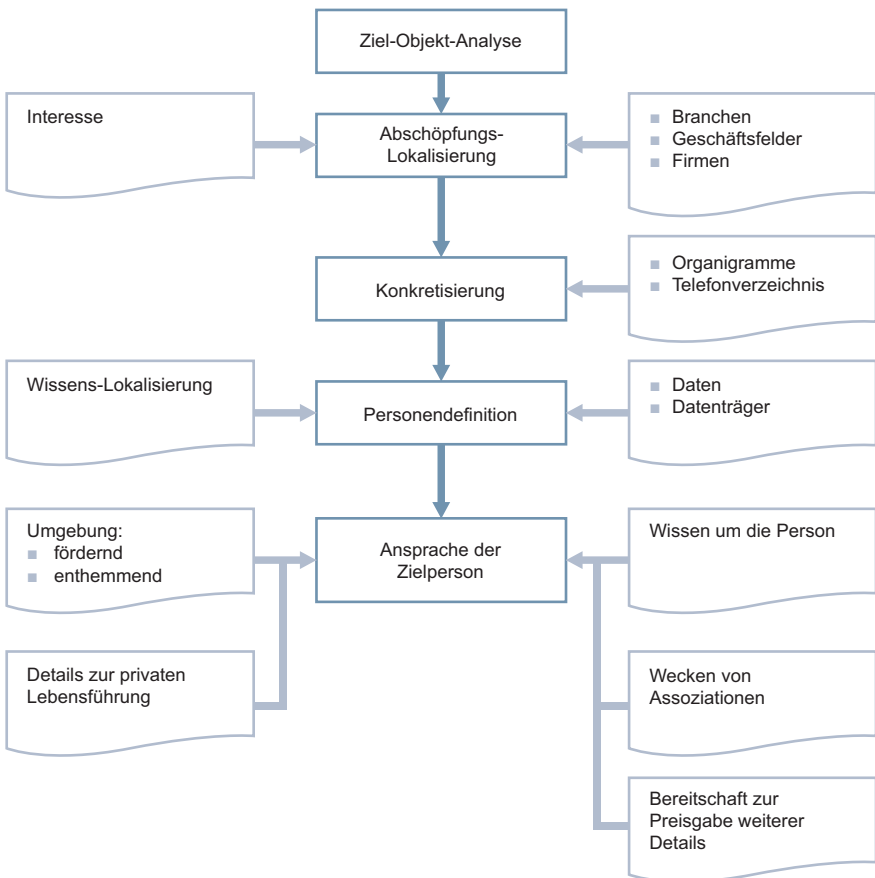 Ziel-Objekt-Analyse
Interesse
Abschöpfungs-
Lokalisierung
■ Branchen
■ Geschäftsfelder
■ Firmen
Konkretisierung
■ Organigramme
■ Telefonverzeichnis
Wissens-Lokalisierung
Personendefinition
■ Daten
■ Datenträger
Umgebung:
■ fördernd
■ enthemmend
Ansprache der
Zielperson
Wissen um die Person
Details zur privaten
Lebensführung
Wecken von
Assoziationen
Bereitschaft zur
Preisgabe weiterer
Details